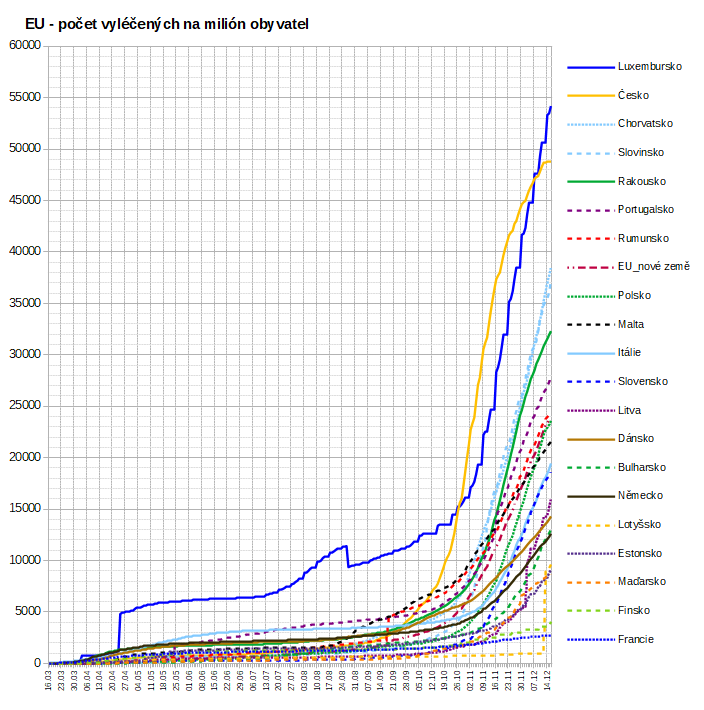 EU - počet vyléčených na milión obyvatel
60000
55000
50000
45000
40000
35000
30000
25000
20000
15000
10000
5000
0
16.03
23.03
30.03
06.04
13.04
20.04
27.04
04.05
11.05
18.05
25.05
01.06
08.06
15.06
22.06
29.06
06.07
13.07
20.07
27.07
03.08
10.08
17.08
24.08
31.08
07.09
14.09
21.09
28.09
05.10
12.10
19.10
26.10
02.11
09.11
16.11
23.11
30.11
07.12
14.12
Luxembursko
Česko
Chorvatsko
Slovinsko
Rakousko
Portugalsko
Rumunsko
EU_nové země
Polsko
Malta
Itálie
Slovensko
Litva
Dánsko
Bulharsko
Německo
Lotyšsko
Estonsko
Maďarsko
Finsko
Francie